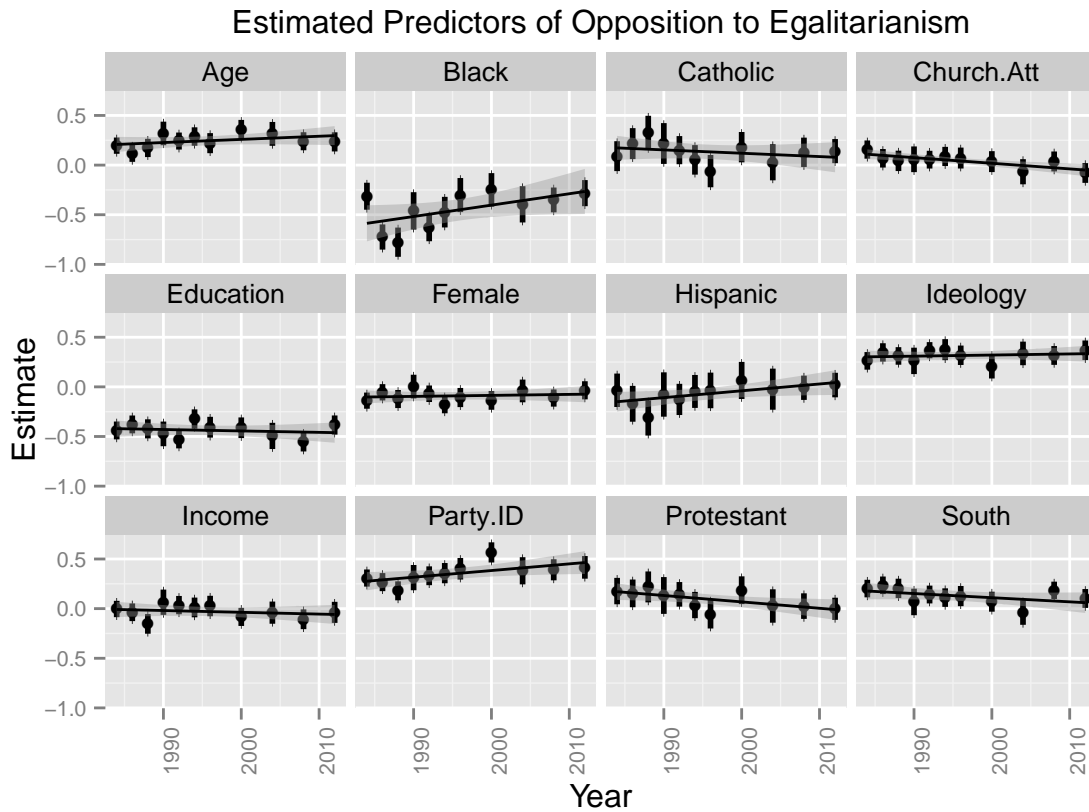 Estimated Predictors of Opposition to Egalitarianism
Age Black Catholic Church.Att
0.5
0.0
−0.5
−1.0
Education Female Hispanic Ideology
0.5
0.0
−0.5
−1.0
Income Party.ID Protestant South
0.5
0.0
−0.5
−1.0
Estimate
1990 2000 2010 1990 2000 2010 1990 2000 2010 1990 2000 2010
Year